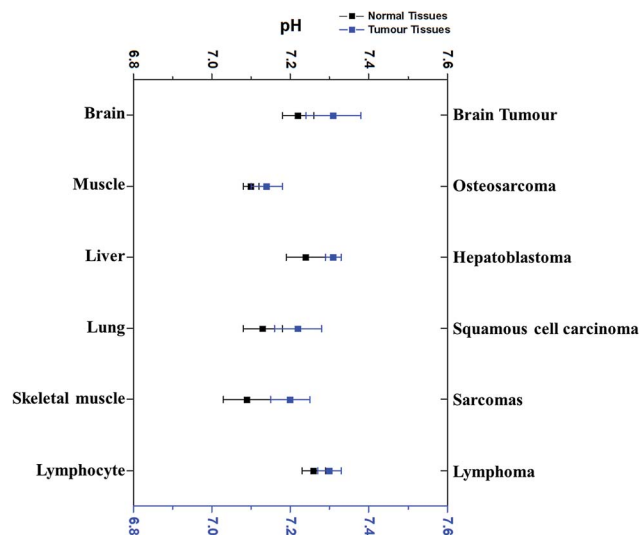 pH
Normal Tissues
Tumour Tissues
6.8 7.0 7.2 7.4 7.6
Brain Brain Tumour
Muscle Osteosarcoma
Liver Hepatoblastoma
Lung Squamous cell carcinoma
Skeletal muscle Sarcomas
Lymphocyte Lymphoma
6.8 7.0 7.2 7.4 7.6